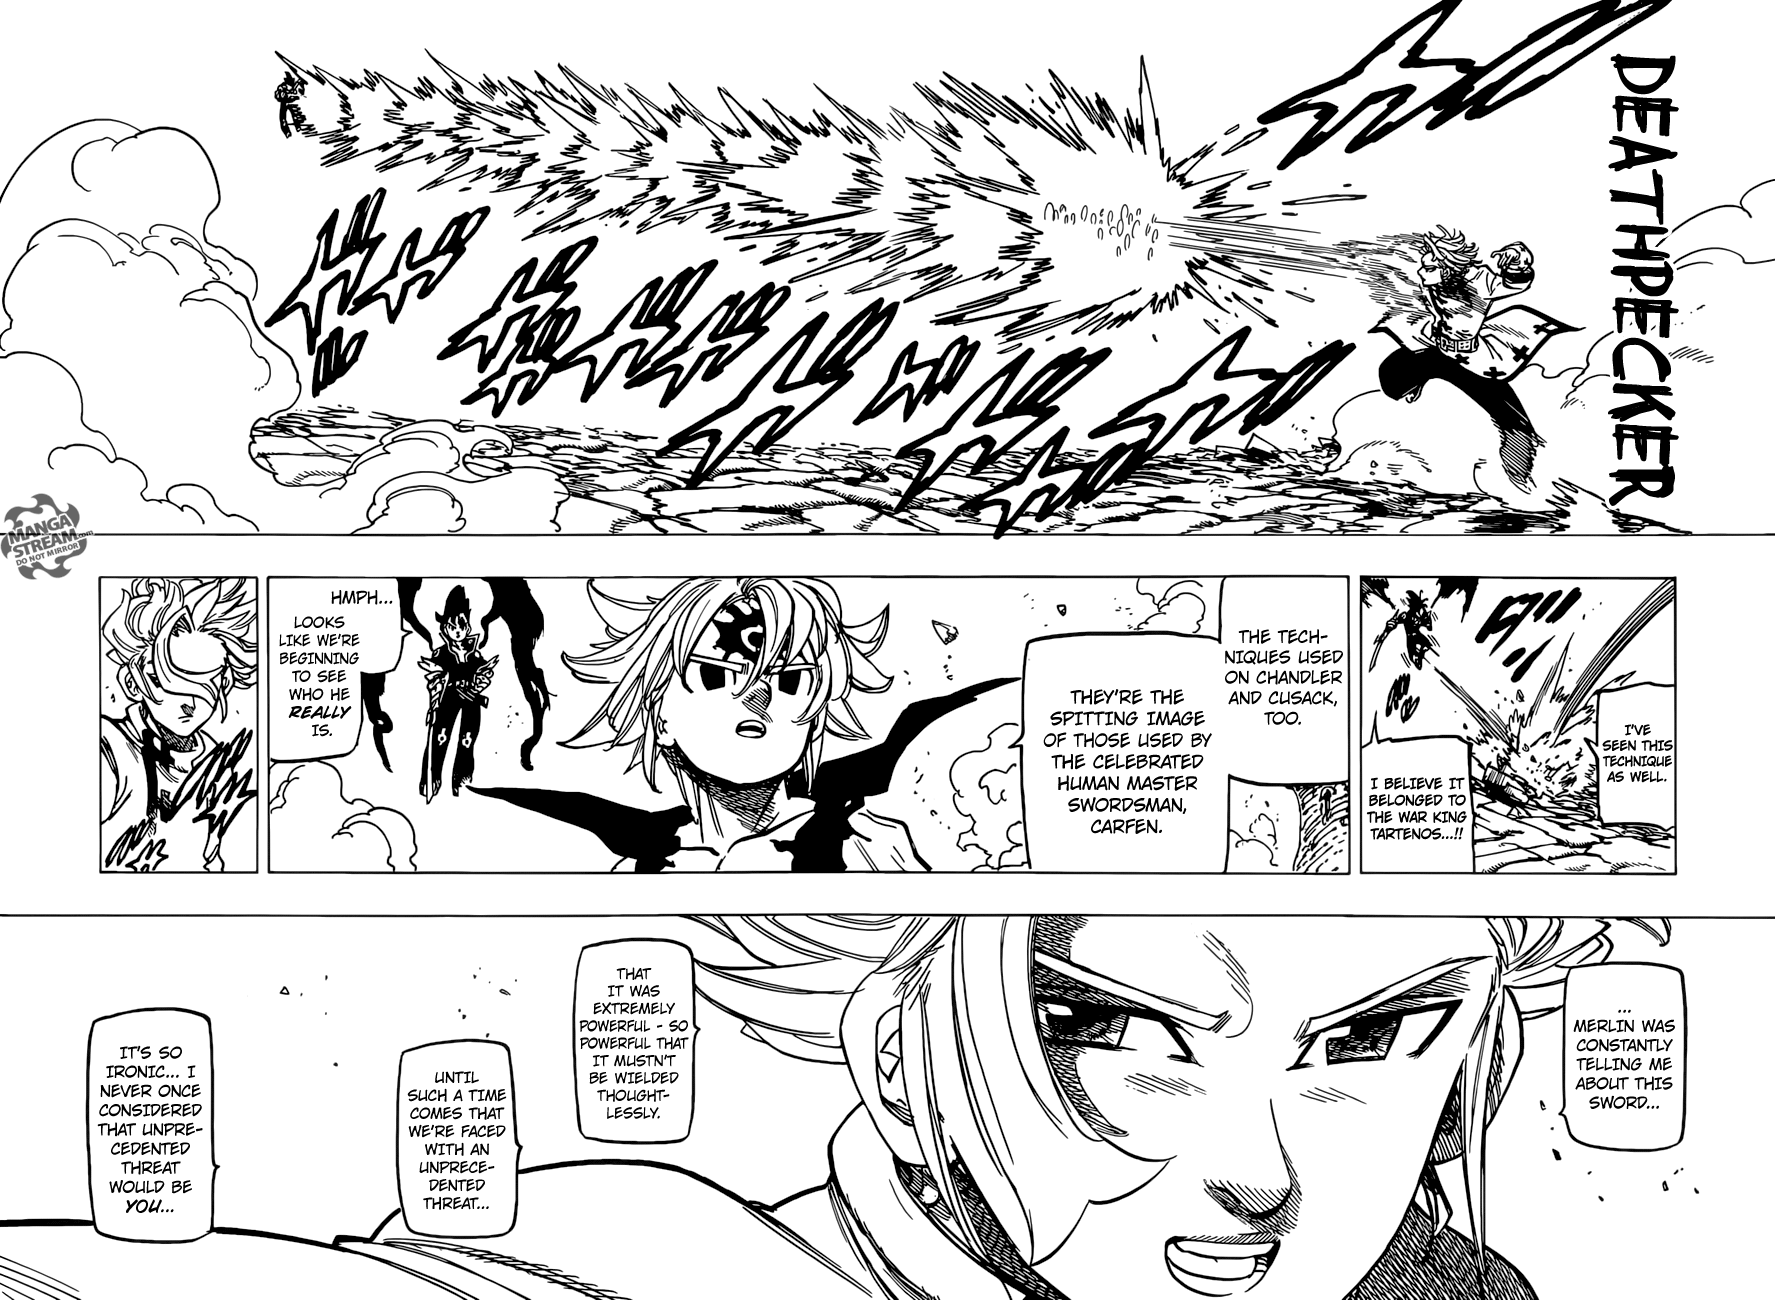 DEATHPECKER
I'VE
SEEN THIS
TECHNIQUE
AS WELL.
I BELIEVE IT
BELONGED TO
THE WAR KING
TARTENOS...!!
THE TECH-
NIQUES USED
ON CHANDLER
AND CUSACK,
TOO.
THEY'RE THE
SPITTING IMAGE
OF THOSE USED BY
THE CELEBRATED
HUMAN MASTER
SWORDSMAN,
CARFEN.
HMPH...
LOOKS
LIKE WE'RE
BEGINNING
TO SEE
WHO HE
REALLY
IS.
...
MERLIN WAS
CONSTANTLY
TELLING ME
ABOUT THIS
SWORD...
THAT
IT WAS
EXTREMELY
POWERFUL - SO
POWERFUL THAT
IT MUSTN'T
BE WIELDED
THOUGHT-
LESSLY.
UNTIL
SUCH A TIME
COMES THAT
WE'RE FACED
WITH AN
UNPRECE-
DENTED
THREAT...
IT'S SO
IRONIC... I
NEVER ONCE
CONSIDERED
THAT UNPRE-
CEDENTED
THREAT
WOULD BE
YOU...
MANGA
STREAM.com
DO NOT MIRROR